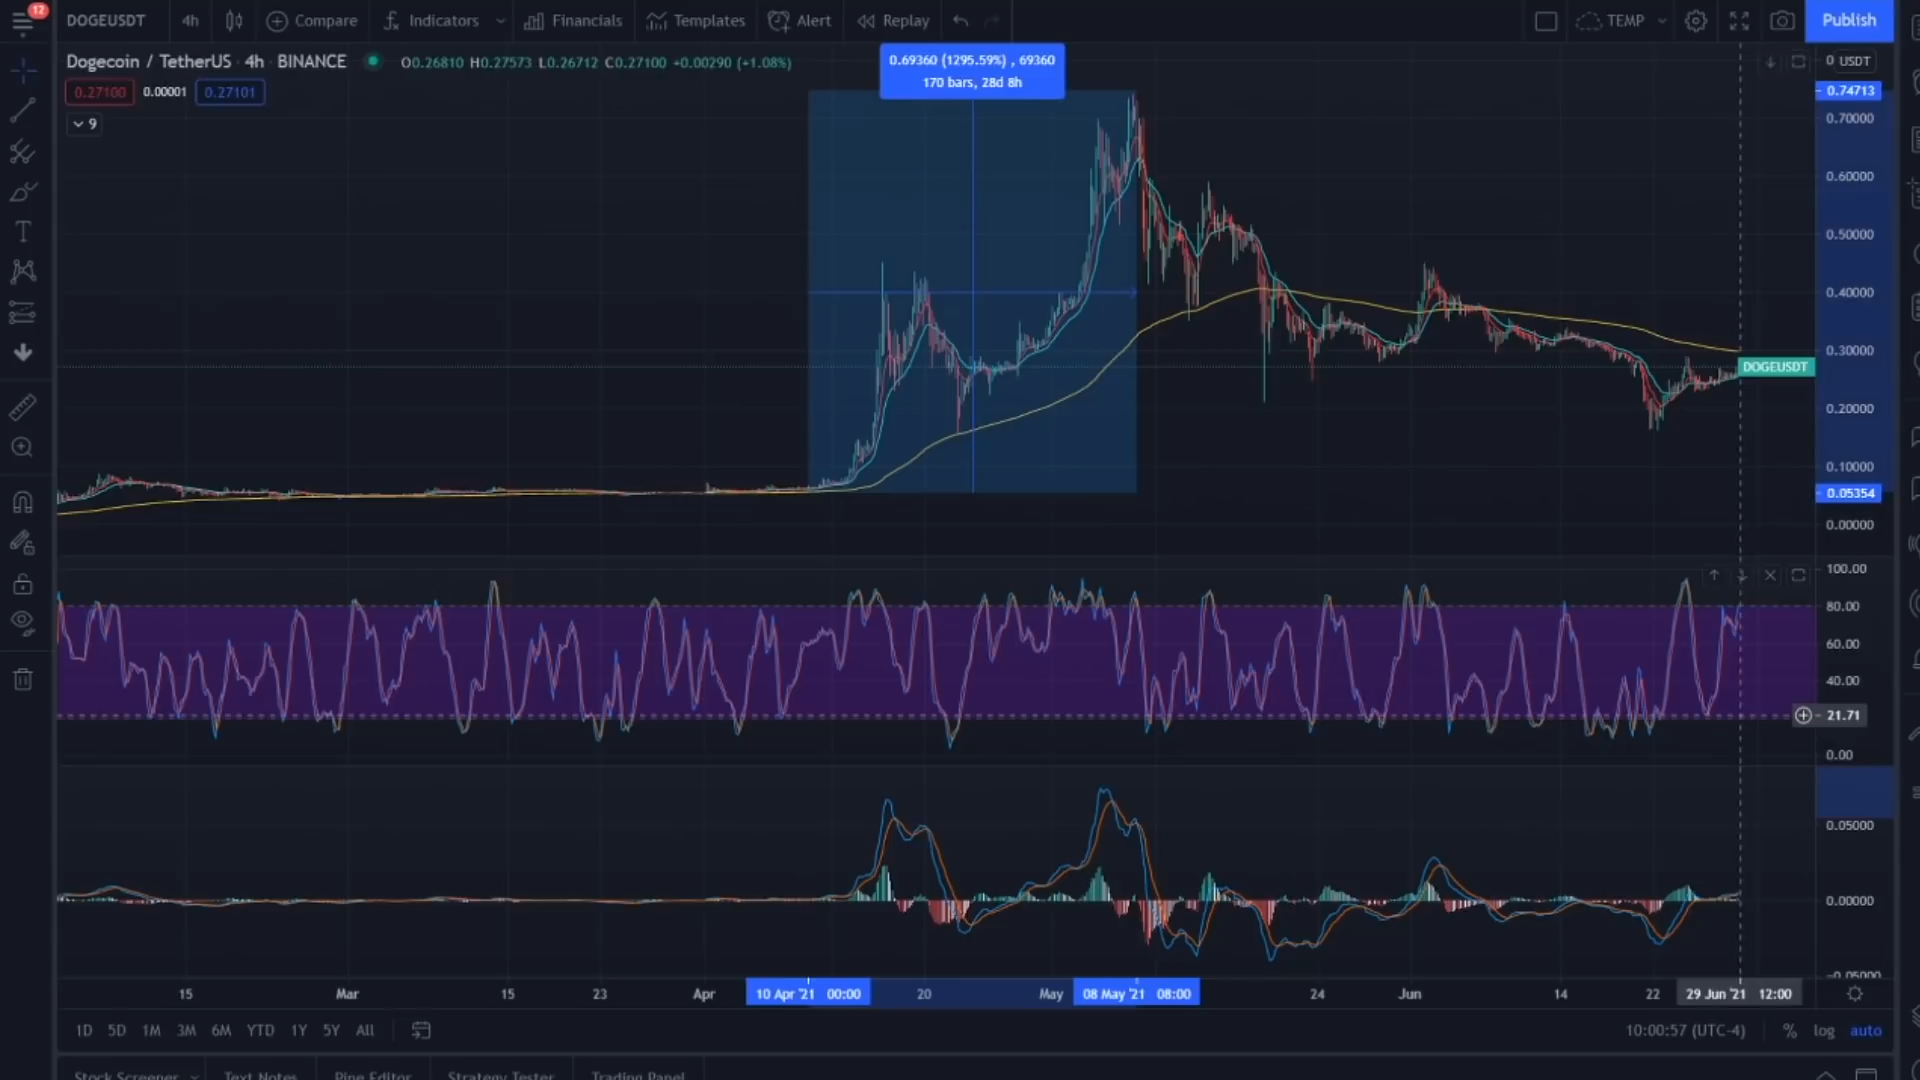 12
DOGEUSDT 4h Compare Indicators Financials Templates Alert Replay TEMP Publish
Dogecoin / TetherUS 4h BINANCE O0.26810 H0.27573 L0.26712 C0.27100 +0.00290 (+1.08%)
0.27100 0.00001 0.27101
9
0.69360 (1295.59%) , 69360
170 bars, 28d 8h
0 USDT
0.74713
0.70000
0.60000
0.50000
0.40000
0.30000
DOGEUSDT
0.20000
0.10000
0.05354
0.00000
100.00
80.00
60.00
40.00
21.71
0.00
0.05000
0.00000
-0.05000
15 Mar 15 23 Apr 10 Apr '21 00:00 20 May 08 May '21 08:00 24 Jun 14 22 29 Jun '21 12:00
1D 5D 1M 3M 6M YTD 1Y 5Y All 10:00:57 (UTC-4) % log auto
Stock Screener Text Notes Pine Editor Strategy Tester Trading Panel